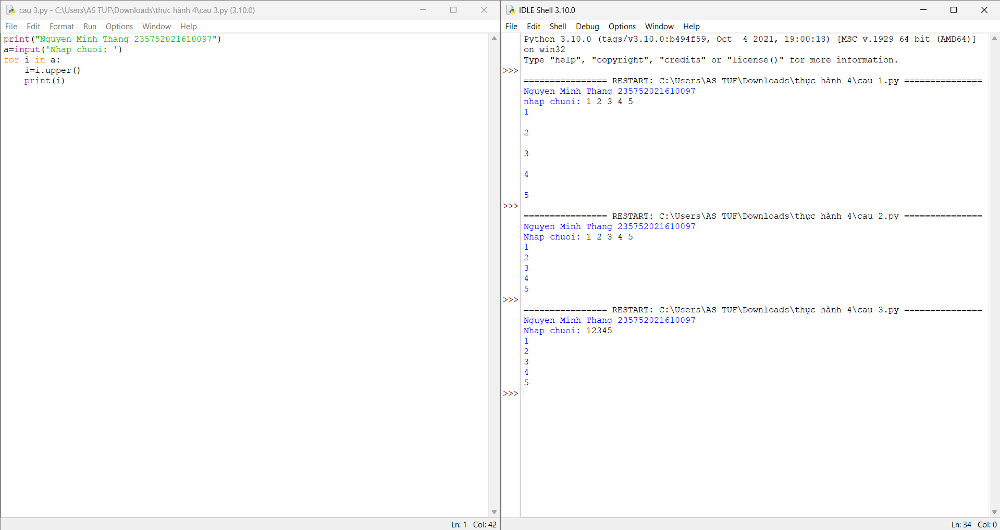 cau 3.py - C:\Users\AS TUF\Downloads\thực hành 4\cau 3.py (3.10.0)
File Edit Format Run Options Window Help
print("Nguyen Minh Thang 235752021610097")
a=input('Nhap chuoi: ')
for i in a:
    i=i.upper()
    print(i)
Ln: 1 Col: 42
IDLE Shell 3.10.0
File Edit Shell Debug Options Window Help
Python 3.10.0 (tags/v3.10.0:b494f59, Oct  4 2021, 19:00:18) [MSC v.1929 64 bit (AMD64)]
on win32
Type "help", "copyright", "credits" or "license()" for more information.
>>>
================ RESTART: C:\Users\AS TUF\Downloads\thực hành 4\cau 1.py ===============
Nguyen Minh Thang 235752021610097
nhap chuoi: 1 2 3 4 5
1
2
3
4
5
>>>
================ RESTART: C:\Users\AS TUF\Downloads\thực hành 4\cau 2.py ===============
Nguyen Minh Thang 235752021610097
Nhap chuoi: 1 2 3 4 5
1
2
3
4
5
>>>
================ RESTART: C:\Users\AS TUF\Downloads\thực hành 4\cau 3.py ===============
Nguyen Minh Thang 235752021610097
Nhap chuoi: 12345
1
2
3
4
5
>>>
Ln: 34 Col: 0